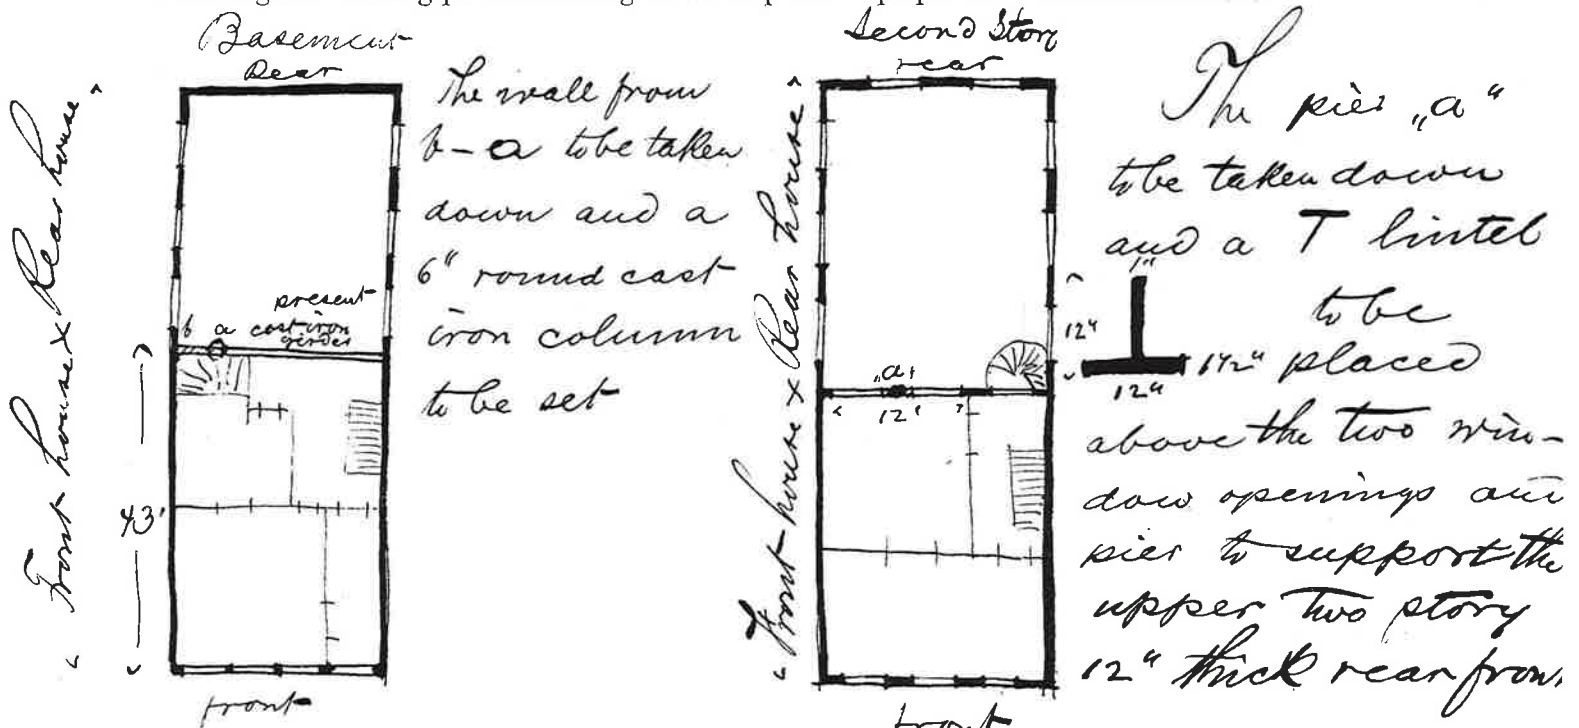 Basement
Rear
Front house x Rear house
The wall from
b-a to be taken
down and a
6" round cast
iron column
to be set
b a
present
cast iron
girder
43'
front
Second Story
rear
Front house x Rear house
"a"
12'
front
The pier „a"
to be taken down
and a T lintel
1"
12"
12"
1 1/2"
to be
placed
above the two win-
dow openings and
pier to support the
upper two story
12" thick rear front